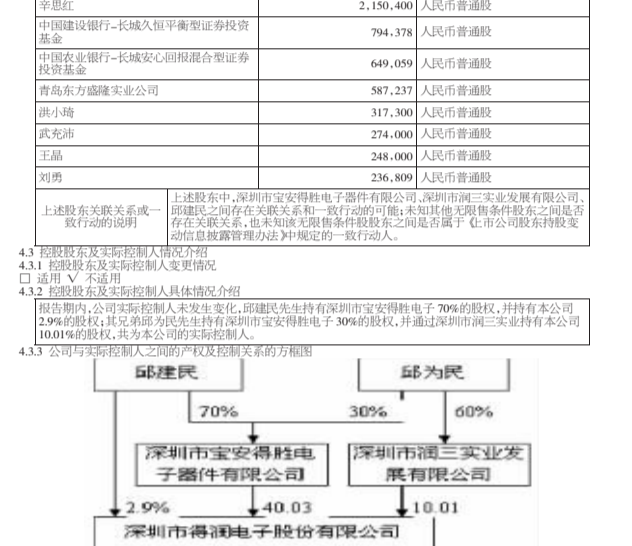 辛思红 2,150,400 人民币普通股
中国建设银行-长城久恒平衡型证券投资
基金 794,378 人民币普通股
中国农业银行-长城安心回报混合型证券
投资基金 649,059 人民币普通股
青岛东方盛隆实业公司 587,237 人民币普通股
洪小琦 317,300 人民币普通股
武充沛 274,000 人民币普通股
王晶 248,000 人民币普通股
刘勇 236,809 人民币普通股
上述股东关联关系或一
致行动的说明
上述股东中,深圳市宝安得胜电子器件有限公司、深圳市润三实业发展有限公司、
邱建民之间存在关联关系和一致行动的可能;未知其他无限售条件股东之间是否
存在关联关系,也未知该无限售条件股股东之间是否属于《上市公司股东持股变
动信息披露管理办法》中规定的一致行动人。
4.3 控股股东及实际控制人情况介绍
4.3.1 控股股东及实际控制人变更情况
□ 适用 √ 不适用
4.3.2 控股股东及实际控制人具体情况介绍
报告期内,公司实际控制人未发生变化,邱建民先生持有深圳市宝安得胜电子70%的股权,并持有本公司
2.9%的股权;其兄弟邱为民先生持有深圳市宝安得胜电子30%的股权,并通过深圳市润三实业持有本公司
10.01%的股权,共为本公司的实际控制人。
4.3.3 公司与实际控制人之间的产权及控制关系的方框图
邱建民 邱为民
70% 30% 60%
深圳市宝安得胜电
子器件有限公司
深圳市润三实业发
展有限公司
2.9% 40.03 10.01
深圳市得润电子股份有限公司